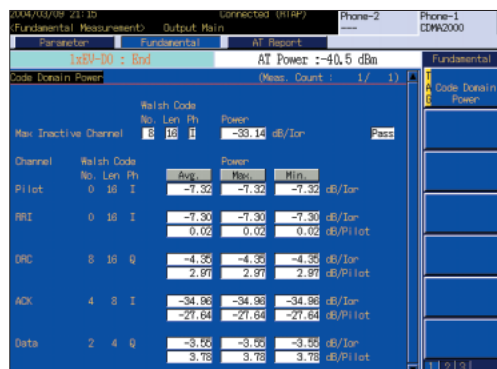 2004/03/09 21:15 Connected (RTAP) Phone-2 Phone-1
<Fundamental Measurement> Output Main ---- CDMA2000
Parameter Fundamental AT Report
1xEV-DO : End AT Power :-40.5 dBm Fundamental
Code Domain Power (Meas. Count : 1/ 1) TAG Code Domain Power
Walsh Code
No. Len Ph Power
Max Inactive Channel 8 16 I -33.14 dB/Ior Pass
Channel Walsh Code Power
No. Len Ph Avg. Max. Min.
Pilot 0 16 I -7.32 -7.32 -7.32 dB/Ior
RRI 0 16 I -7.30 -7.30 -7.30 dB/Ior
0.02 0.02 0.02 dB/Pilot
DRC 8 16 Q -4.35 -4.35 -4.35 dB/Ior
2.97 2.97 2.97 dB/Pilot
ACK 4 8 I -34.96 -34.96 -34.96 dB/Ior
-27.64 -27.64 -27.64 dB/Pilot
Data 2 4 Q -3.55 -3.55 -3.55 dB/Ior
3.78 3.78 3.78 dB/Pilot
1 2 3